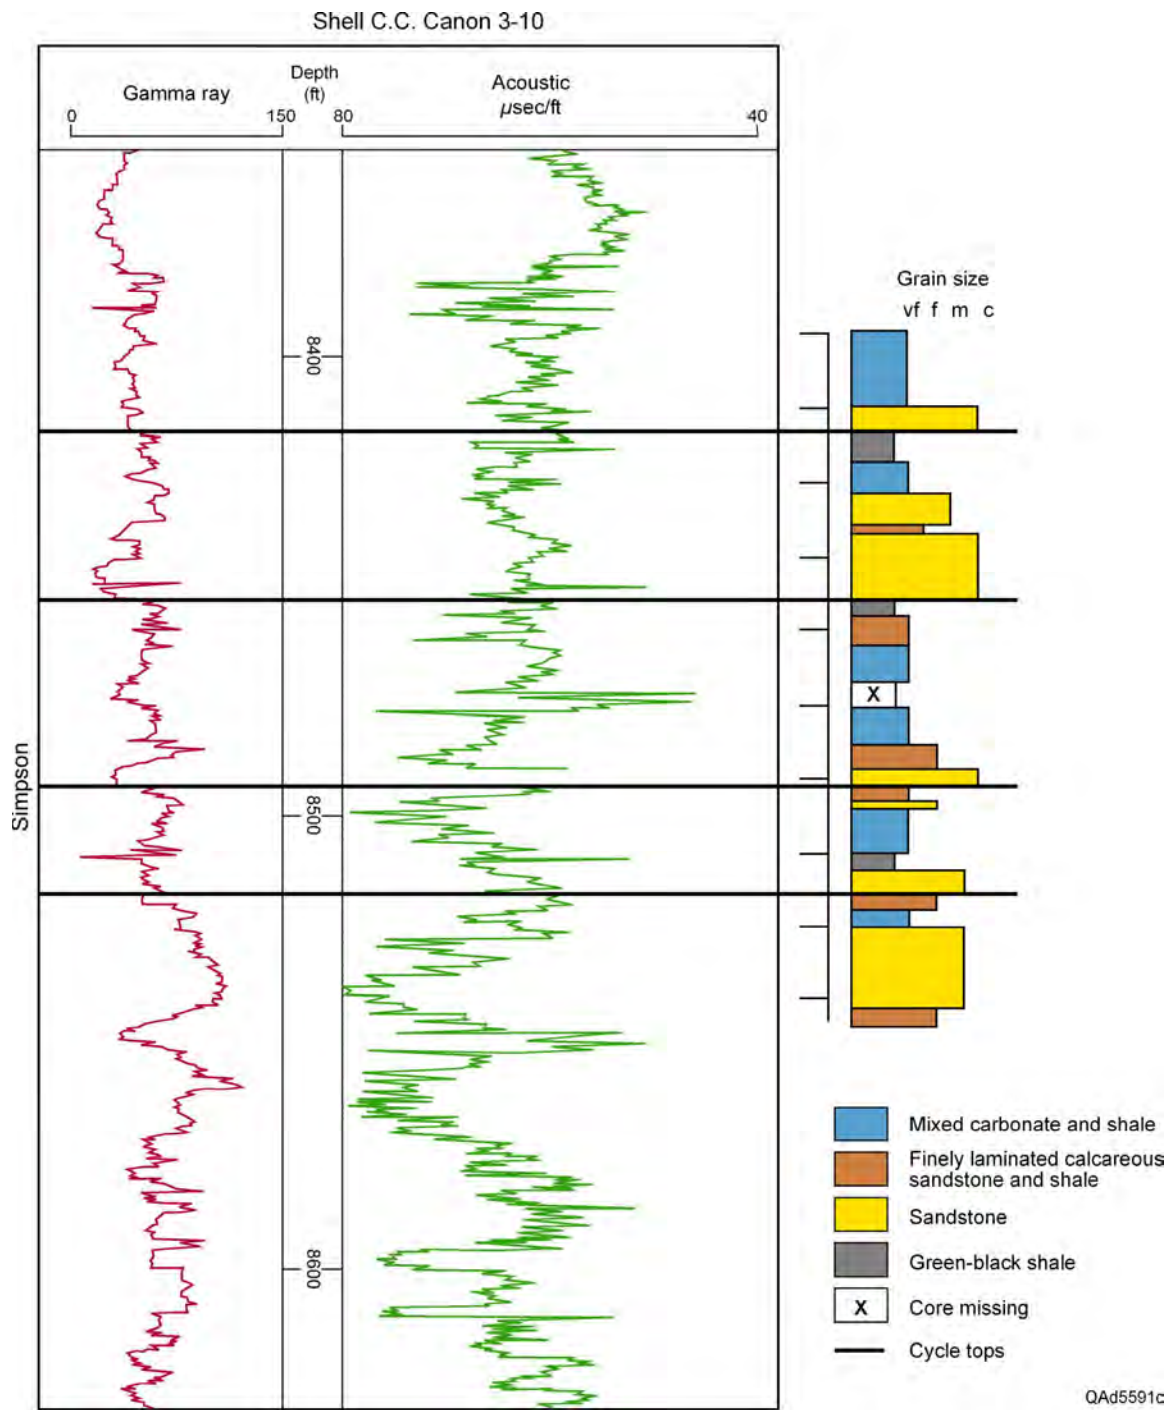 Shell C.C. Canon 3-10
Gamma ray
Depth
(ft)
Acoustic
µsec/ft
0
150
80
40
Grain size
vf f m c
8400
X
Simpson
8500
8600
Mixed carbonate and shale
Finely laminated calcareous
sandstone and shale
Sandstone
Green-black shale
X
Core missing
Cycle tops
QAd5591c